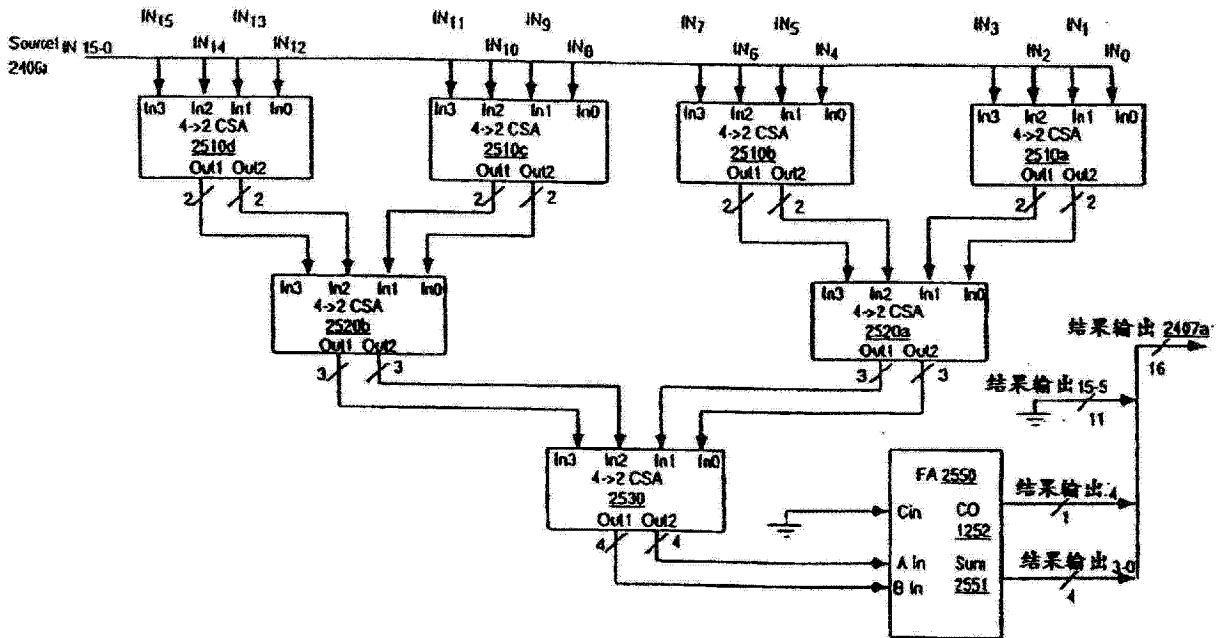 IN15 IN13 IN11 IN9 IN7 IN5 IN3 IN1
Source1 IN 15-0 IN14 IN12 IN10 IN8 IN6 IN4 IN2 IN0
2406a
In3 In2 In1 In0
4->2 CSA
2510d
Out1 Out2
In3 In2 In1 In0
4->2 CSA
2510c
Out1 Out2
In3 In2 In1 In0
4->2 CSA
2510b
Out1 Out2
In3 In2 In1 In0
4->2 CSA
2510a
Out1 Out2
2 2 2 2 2 2 2 2
In3 In2 In1 In0
4->2 CSA
2520b
Out1 Out2
In3 In2 In1 In0
4->2 CSA
2520a
Out1 Out2
3 3 3 3
结果输出 2407a
16
结果输出 15-5
11
In3 In2 In1 In0
4->2 CSA
2530
Out1 Out2
4 4
FA 2550
Cin CO
1252
A in Sum
B in 2551
结果输出 4
1
结果输出 3-0
4